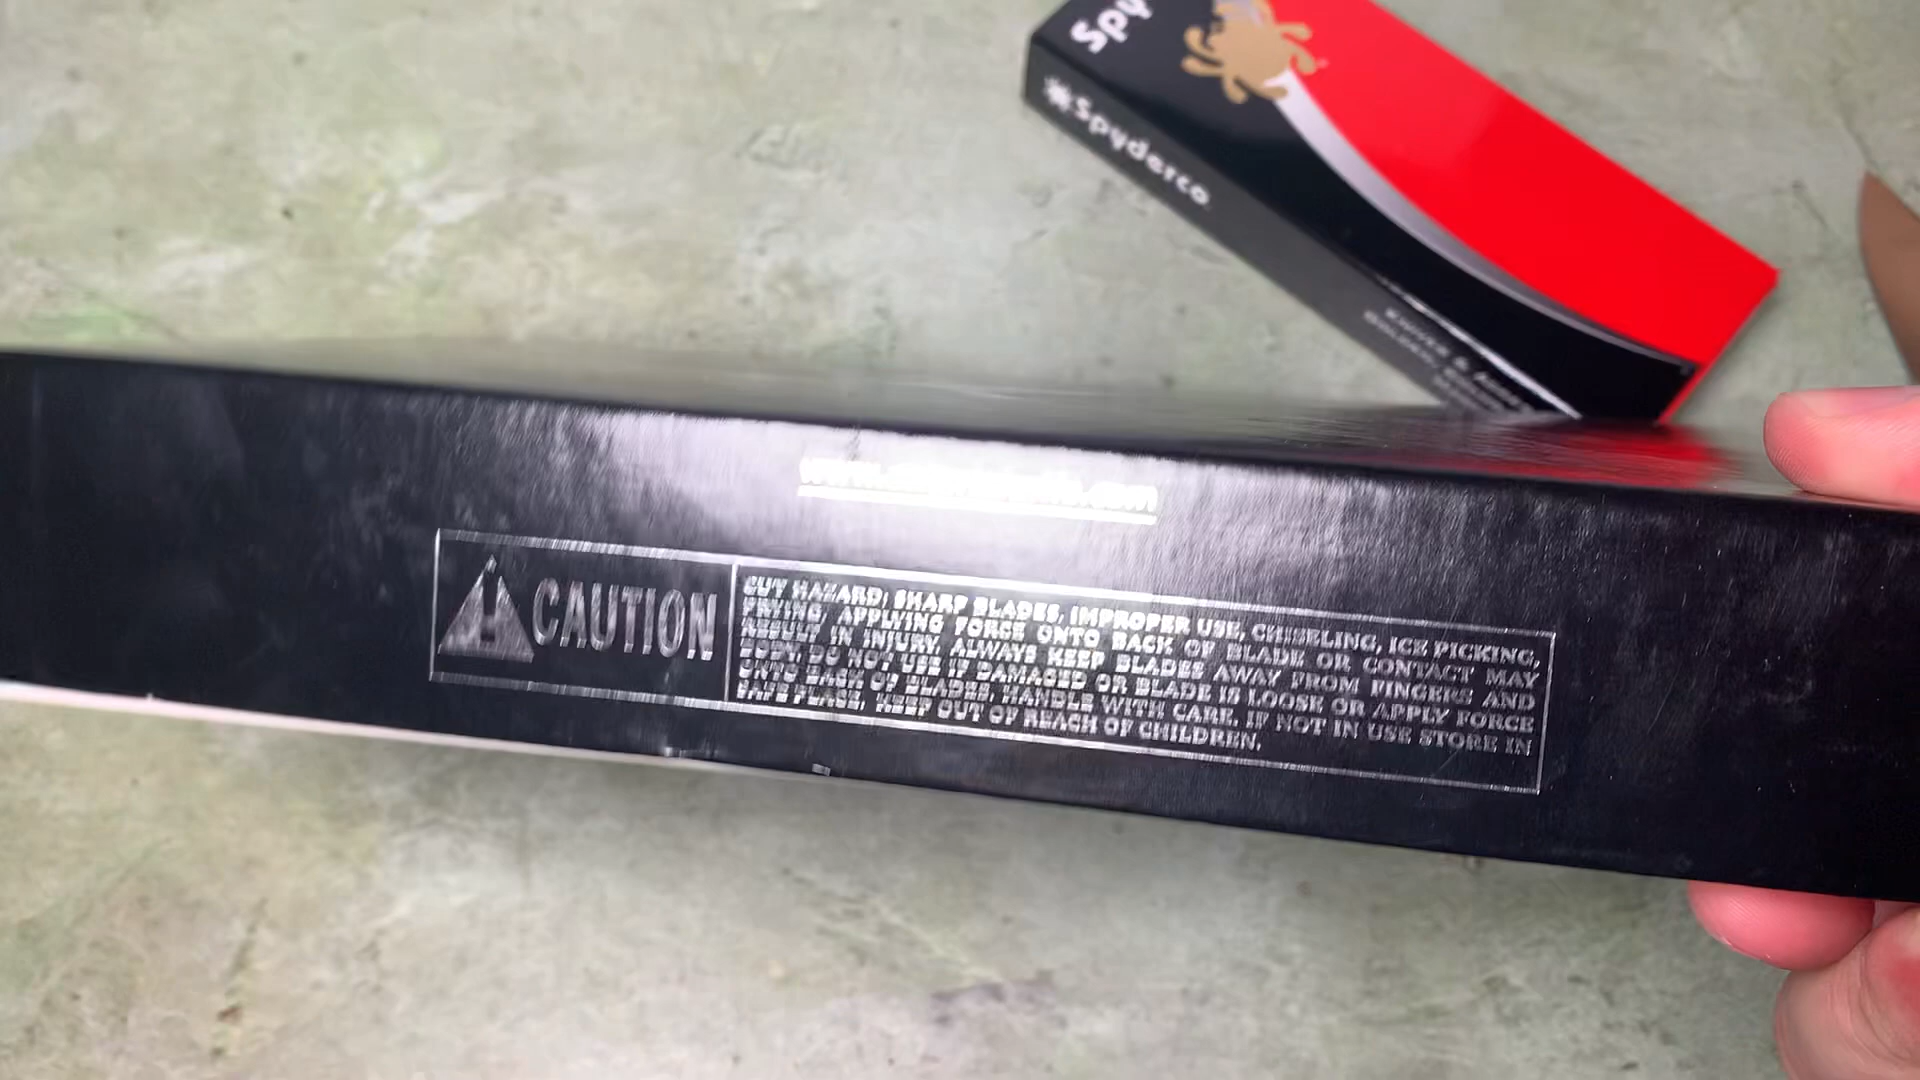 Spy
Spyderco
CAUTION
CUT HAZARD; SHARP BLADES, IMPROPER USE, CHISELING, ICE PICKING,
PRYING, APPLYING FORCE ONTO BACK OF BLADE OR CONTACT MAY
RESULT IN INJURY. ALWAYS KEEP BLADES AWAY FROM FINGERS AND
BODY, DO NOT USE IF DAMAGED OR BLADE IS LOOSE OR APPLY FORCE
ONTO BACK OF BLADES, HANDLE WITH CARE, IF NOT IN USE STORE IN
SAFE PLEASE, KEEP OUT OF REACH OF CHILDREN.